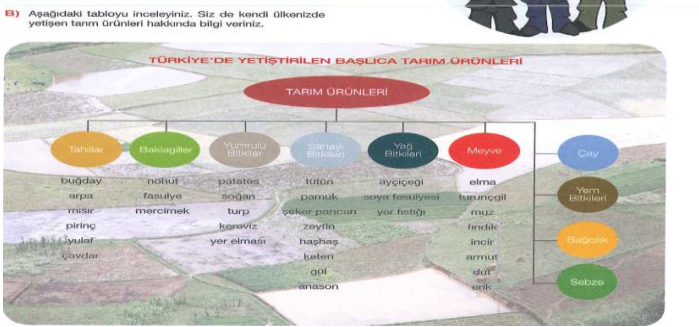 B) Aşağıdaki tabloyu inceleyiniz. Siz de kendi ülkenizde
yetişen tarım ürünleri hakkında bilgi veriniz.
TÜRKİYE'DE YETİŞTİRİLEN BAŞLICA TARIM ÜRÜNLERİ
TARIM ÜRÜNLERİ
Tahıllar
buğday
arpa
mısır
pirinç
yulaf
çavdar
Baklagiller
nohut
fasulye
mercimek
Yumrulu
Bitkiler
patates
soğan
turp
kereviz
yer elması
Sanayi
Bitkileri
tütün
pamuk
şeker pancarı
zeytin
haşhaş
keten
gül
anason
Yağ
Bitkileri
ayçiçeği
soya fasulyesi
yer fıstığı
Meyve
elma
turunçgil
muz
fındık
incir
armut
dut
erik
Çay
Yem
Bitkileri
Bağcılık
Sebze